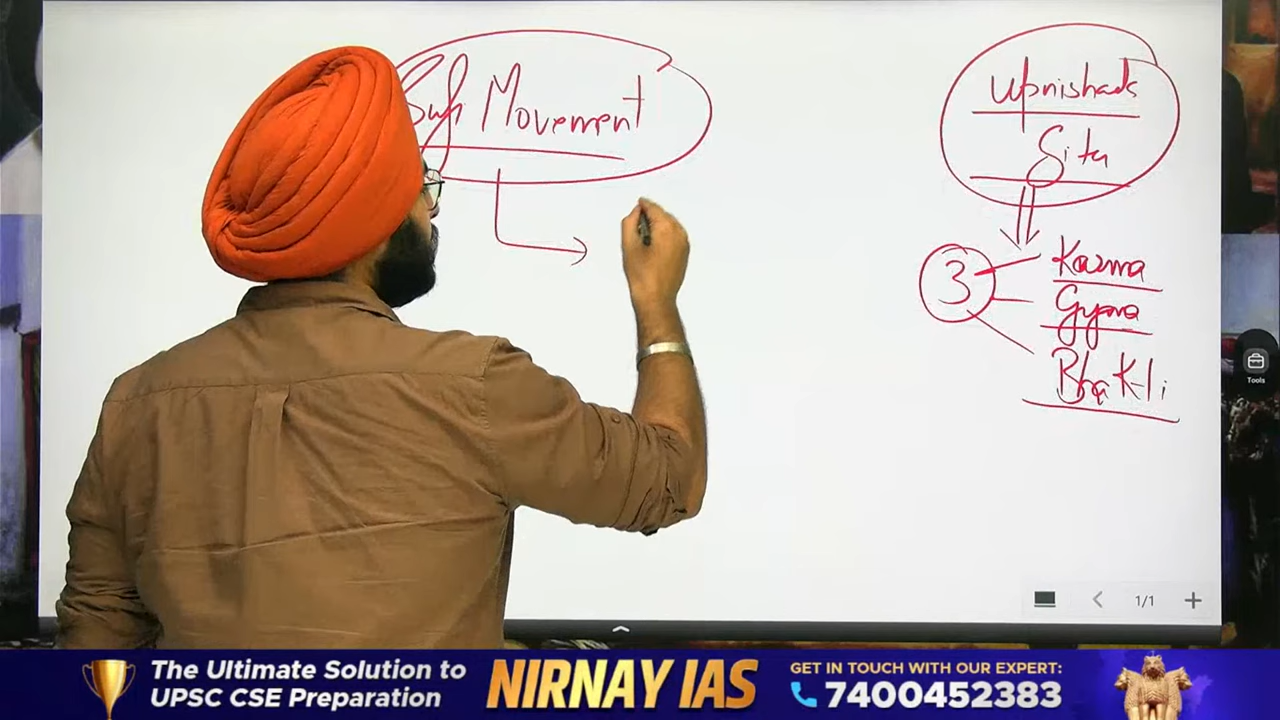 Sufi Movement
Upnishads
Gita
3
Karma
Gyana
Bhakti
Tools
1/1
The Ultimate Solution to
UPSC CSE Preparation
NIRNAY IAS
GET IN TOUCH WITH OUR EXPERT:
7400452383